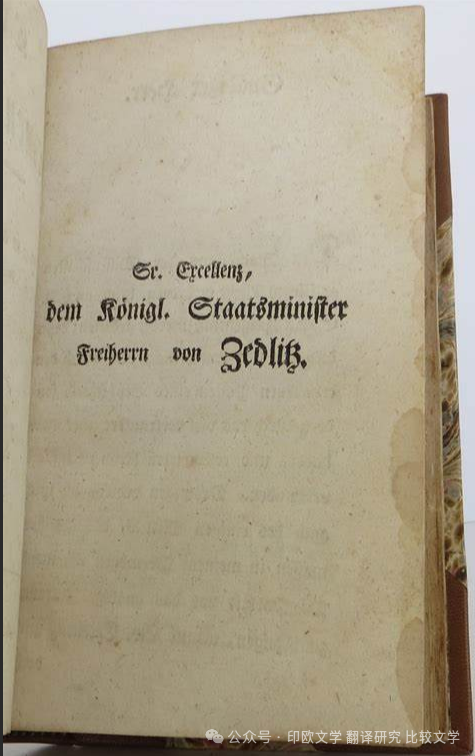 Sr. Excellenz,
dem Königl. Staatsminister
Freiherrn von Zedlitz.
公众号 · 印欧文学 翻译研究 比较文学